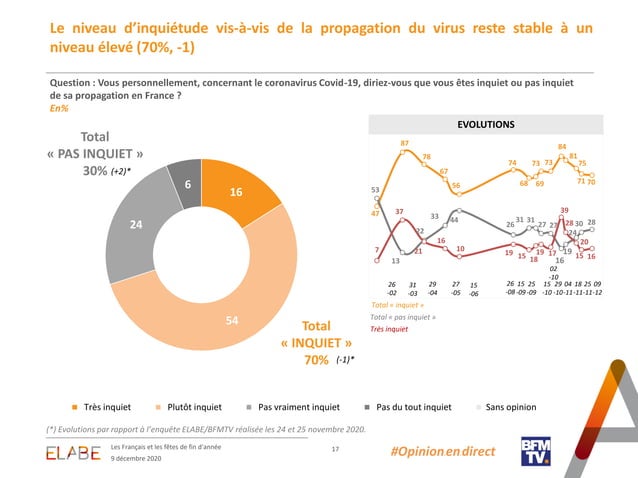 Le niveau d'inquiétude vis-à-vis de la propagation du virus reste stable à un
niveau élevé (70%, -1)
Question : Vous personnellement, concernant le coronavirus Covid-19, diriez-vous que vous êtes inquiet ou pas inquiet
de sa propagation en France ?
En%
Total
« PAS INQUIET »
30% (+2)*
6
16
24
54
Total
« INQUIET »
70% (-1)*
EVOLUTIONS
47 87 78 67 56 74 68 73 69 73 84 81 75 71 70
53 13 22 33 44 26 31 31 27 27 16 19 24 30 28
7 37 21 16 10 19 15 18 19 17 39 28 20 15 16
26 31 29 27 15 26 15 25 15 29 04 18 25 09
-02 -03 -04 -05 -06 -08 -09 -09 -10 -10 -11 -11 -11 -12
02
-10
Total « inquiet »
Total « pas inquiet »
Très inquiet
Très inquiet Plutôt inquiet Pas vraiment inquiet Pas du tout inquiet Sans opinion
(*) Evolutions par rapport à l'enquête ELABE/BFMTV réalisée les 24 et 25 novembre 2020.
ELABE
Les Français et les fêtes de fin d'année
9 décembre 2020
17
#Opinionendirect
BFM
TV.